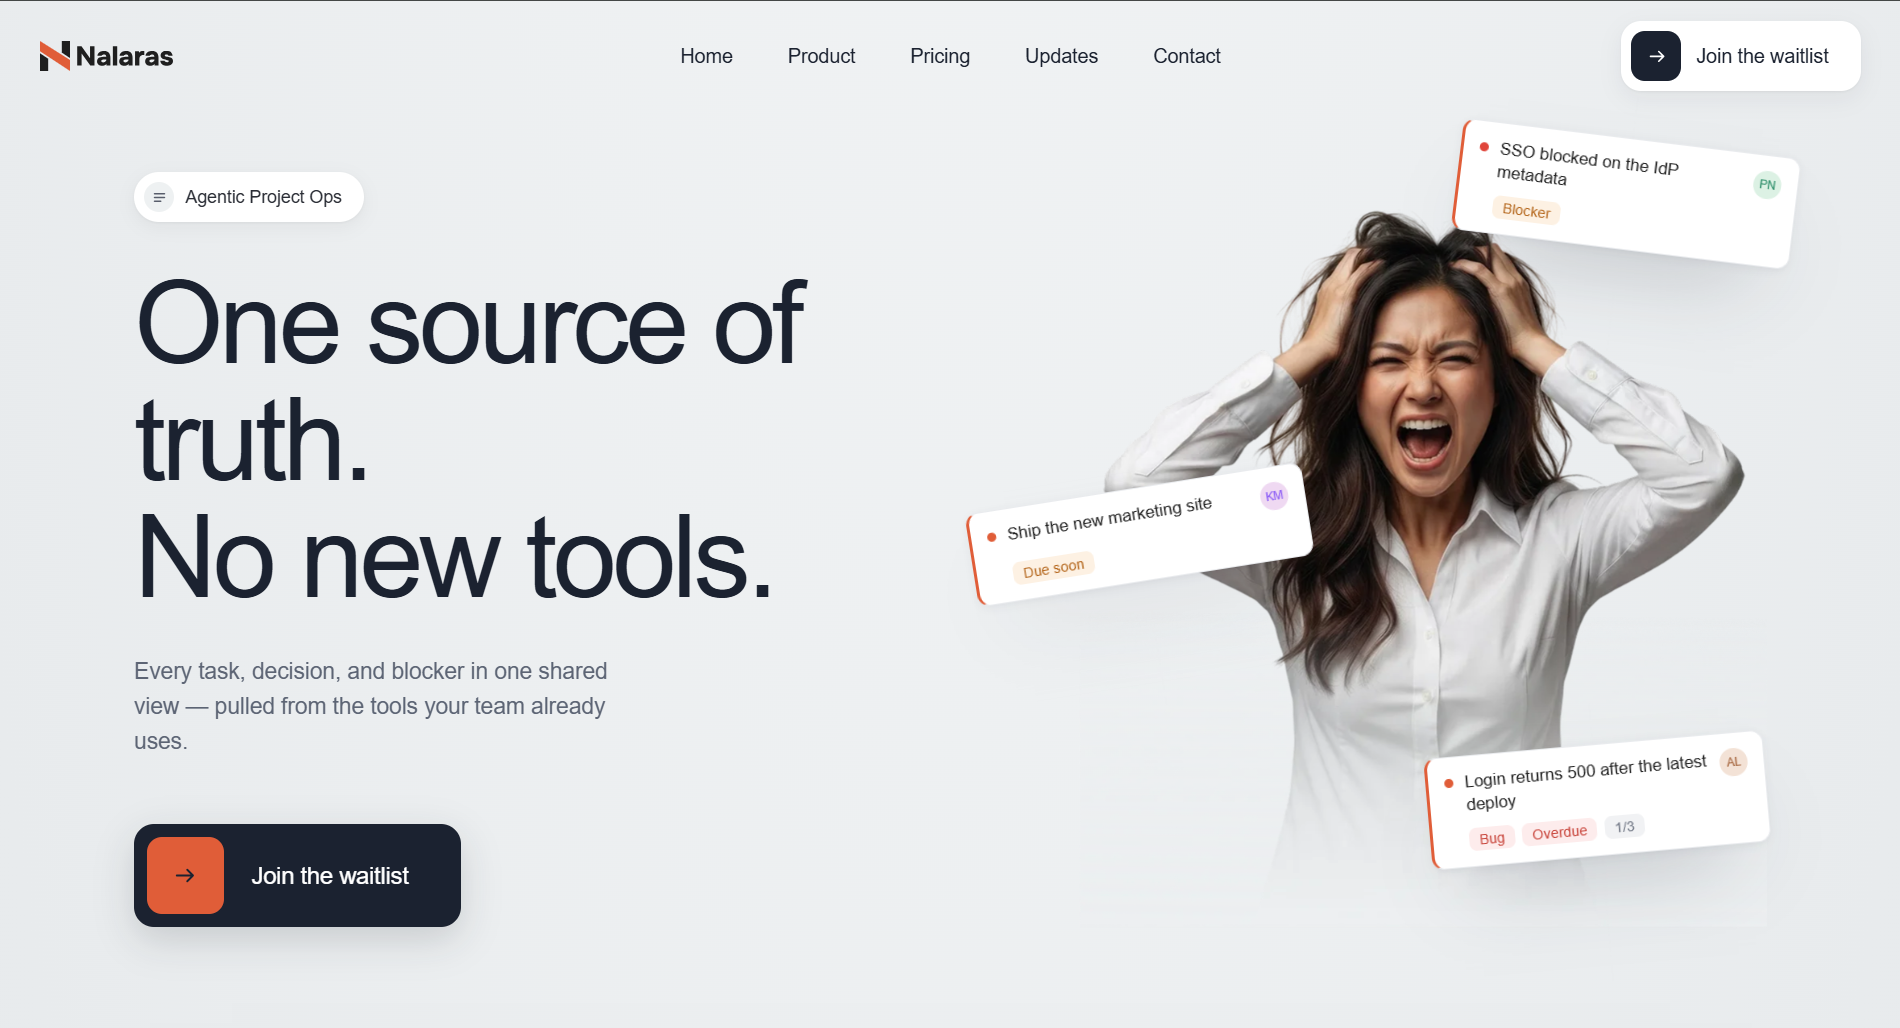 Nalaras
Home
Product
Pricing
Updates
Contact
Join the waitlist
Agentic Project Ops
One source of
truth.
No new tools.
Every task, decision, and blocker in one shared
view — pulled from the tools your team already
uses.
Join the waitlist
SSO blocked on the IdP
metadata
PN
Blocker
Ship the new marketing site
KM
Due soon
Login returns 500 after the latest
deploy
AL
Bug
Overdue
1/3